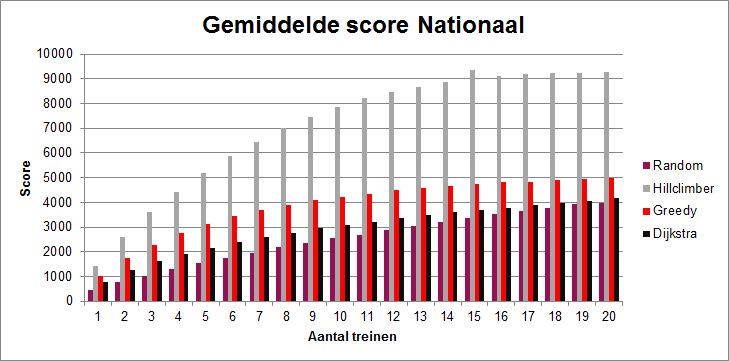 Gemiddelde score Nationaal
10000
9000
8000
7000
6000
5000
4000
3000
2000
1000
0
Score
1 2 3 4 5 6 7 8 9 10 11 12 13 14 15 16 17 18 19 20
Aantal treinen
Random
Hillclimber
Greedy
Dijkstra